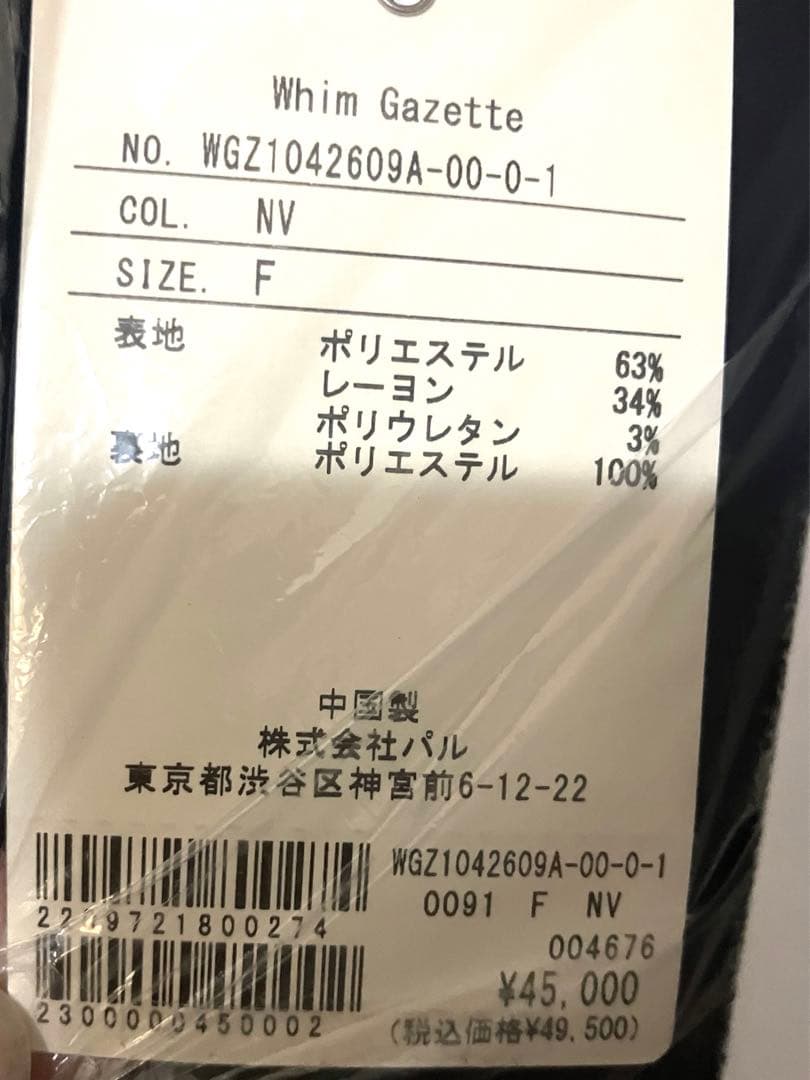 Whim Gazette
NO. WGZ1042609A-00-0-1
COL. NV
SIZE. F
表地 ポリエステル 63%
レーヨン 34%
ポリウレタン 3%
裏地 ポリエステル 100%
中国製
株式会社パル
東京都渋谷区神宮前6-12-22
WGZ1042609A-00-0-1
0091 F NV
2209721800274
004676
¥45,000
2300000450002
(税込価格¥49,500)